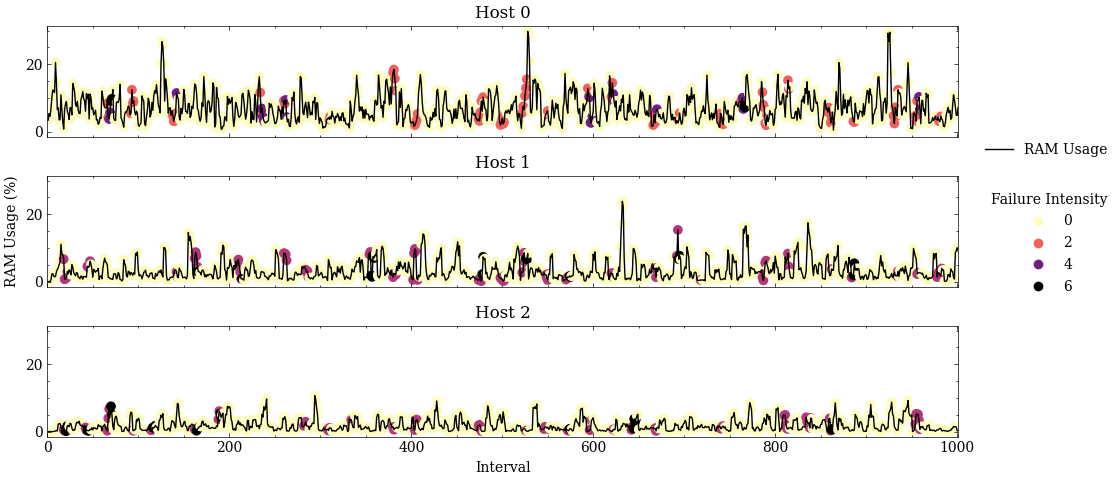 Host 0
20
0
Host 1
20
0
RAM Usage (%)
Host 2
20
0
0
200
400
600
800
1000
Interval
RAM Usage
Failure Intensity
0
2
4
6